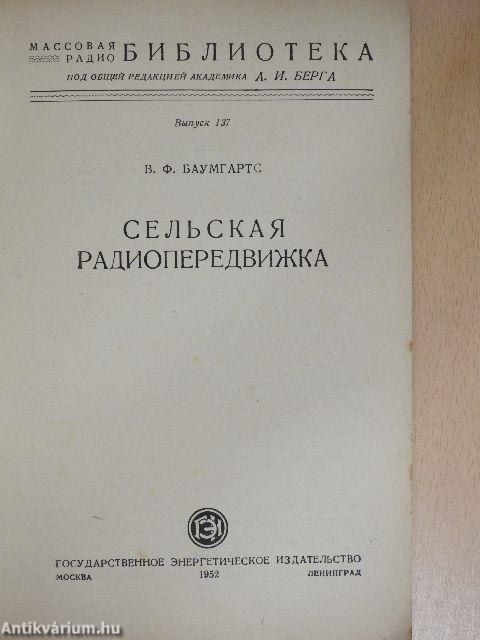 МАССОВАЯ
РАДИО БИБЛИОТЕКА
ПОД ОБЩЕЙ РЕДАКЦИЕЙ АКАДЕМИКА А. И. БЕРГА
Выпуск 137
В. Ф. БАУМГАРТС
СЕЛЬСКАЯ
РАДИОПЕРЕДВИЖКА
ГЭИ
ГОСУДАРСТВЕННОЕ ЭНЕРГЕТИЧЕСКОЕ ИЗДАТЕЛЬСТВО
МОСКВА 1952 ЛЕНИНГРАД
Antikvárium.hu